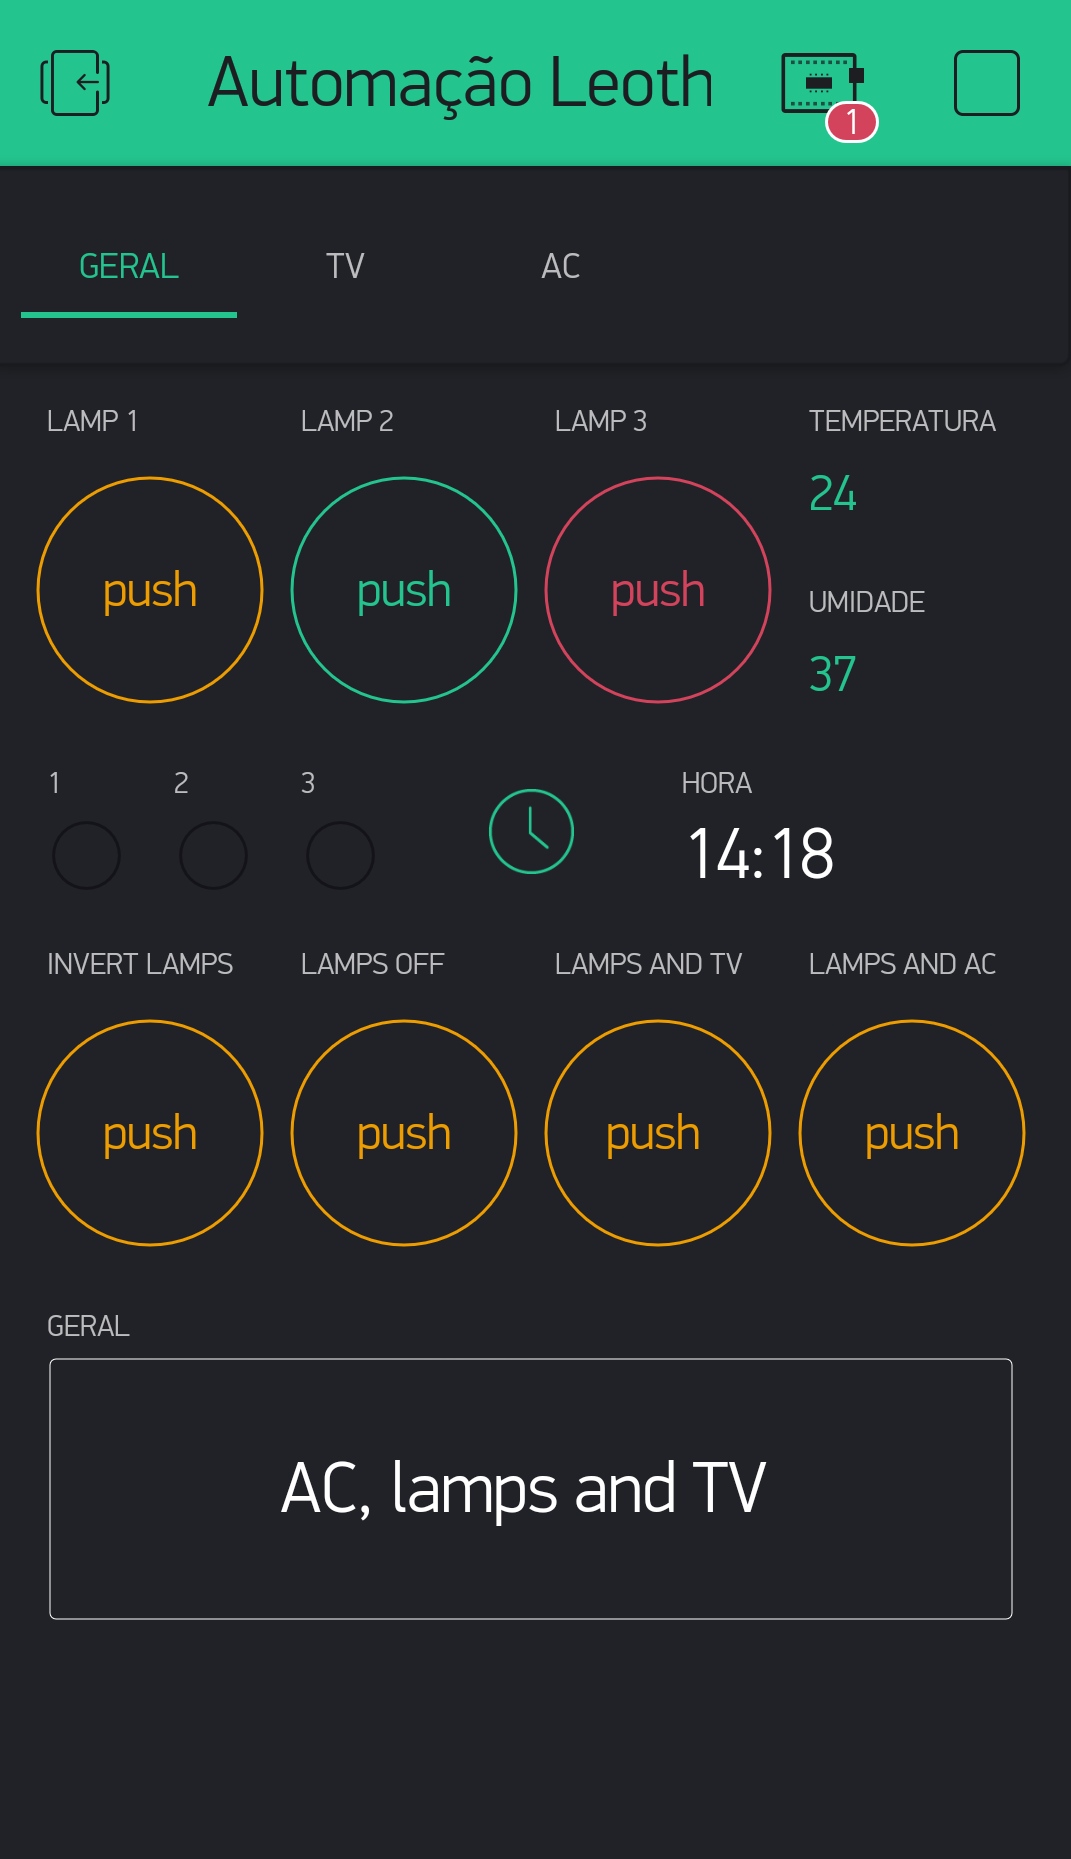 Automação Leoth
1
GERAL TV AC
LAMP 1 LAMP 2 LAMP 3 TEMPERATURA
24
push push push
UMIDADE
37
1 2 3 HORA
14:18
INVERT LAMPS LAMPS OFF LAMPS AND TV LAMPS AND AC
push push push push
GERAL
AC, lamps and TV